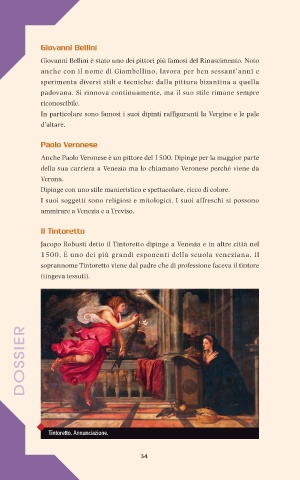 Giovanni Bellini
Giovanni Bellini è stato uno dei pittori più famosi del Rinascimento. Noto
anche con il nome di Giambellino, lavora per ben sessant'anni e
sperimenta diversi stili e tecniche: dalla pittura bizantina a quella
padovana. Si rinnova continuamente, ma il suo stile rimane sempre
riconoscibile.
In particolare sono famosi i suoi dipinti raffiguranti la Vergine e le pale
d'altare.
Paolo Veronese
Anche Paolo Veronese è un pittore del 1500. Dipinge per la maggior parte
della sua carriera a Venezia ma lo chiamano Veronese perché viene da
Verona.
Dipinge con uno stile manieristico e spettacolare, ricco di colore.
I suoi soggetti sono religiosi e mitologici. I suoi affreschi si possono
ammirare a Venezia e a Treviso.
Il Tintoretto
Jacopo Robusti detto il Tintoretto dipinge a Venezia e in altre città nel
1500. È uno dei più grandi esponenti della scuola veneziana. Il
soprannome Tintoretto viene dal padre che di professione faceva il tintore
(tingeva tessuti).
DOSSIER
Tintoretto, Annunciazione.
34